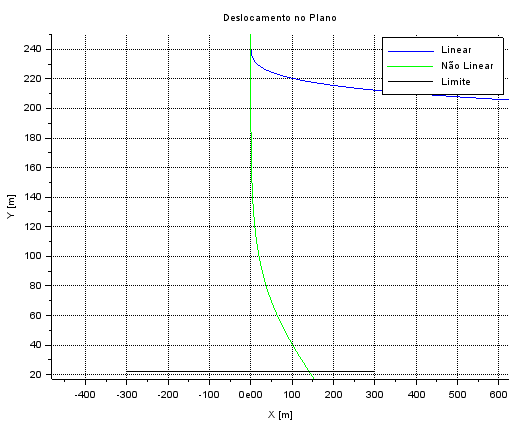 Deslocamento no Plano
Linear
Não Linear
Limite
240
220
200
180
160
140
120
100
80
60
40
20
Y [m]
-400 -300 -200 -100 0e00 100 200 300 400 500 600
X [m]